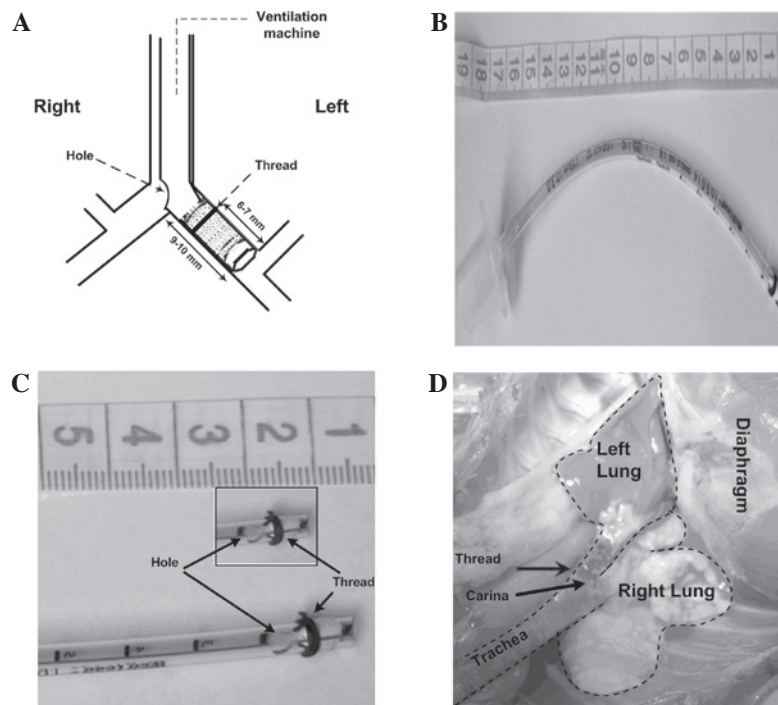 A
Ventilation
machine
Right
Left
Hole
Thread
6-7 mm
9-10 mm
B
19 18 17 16 15 14 13 12 11 10 9 8 7 6 5 4 3 2 1
C
5 4 3 2 1
Hole
Thread
D
Left
Lung
Diaphragm
Thread
Carina
Right Lung
Trachea